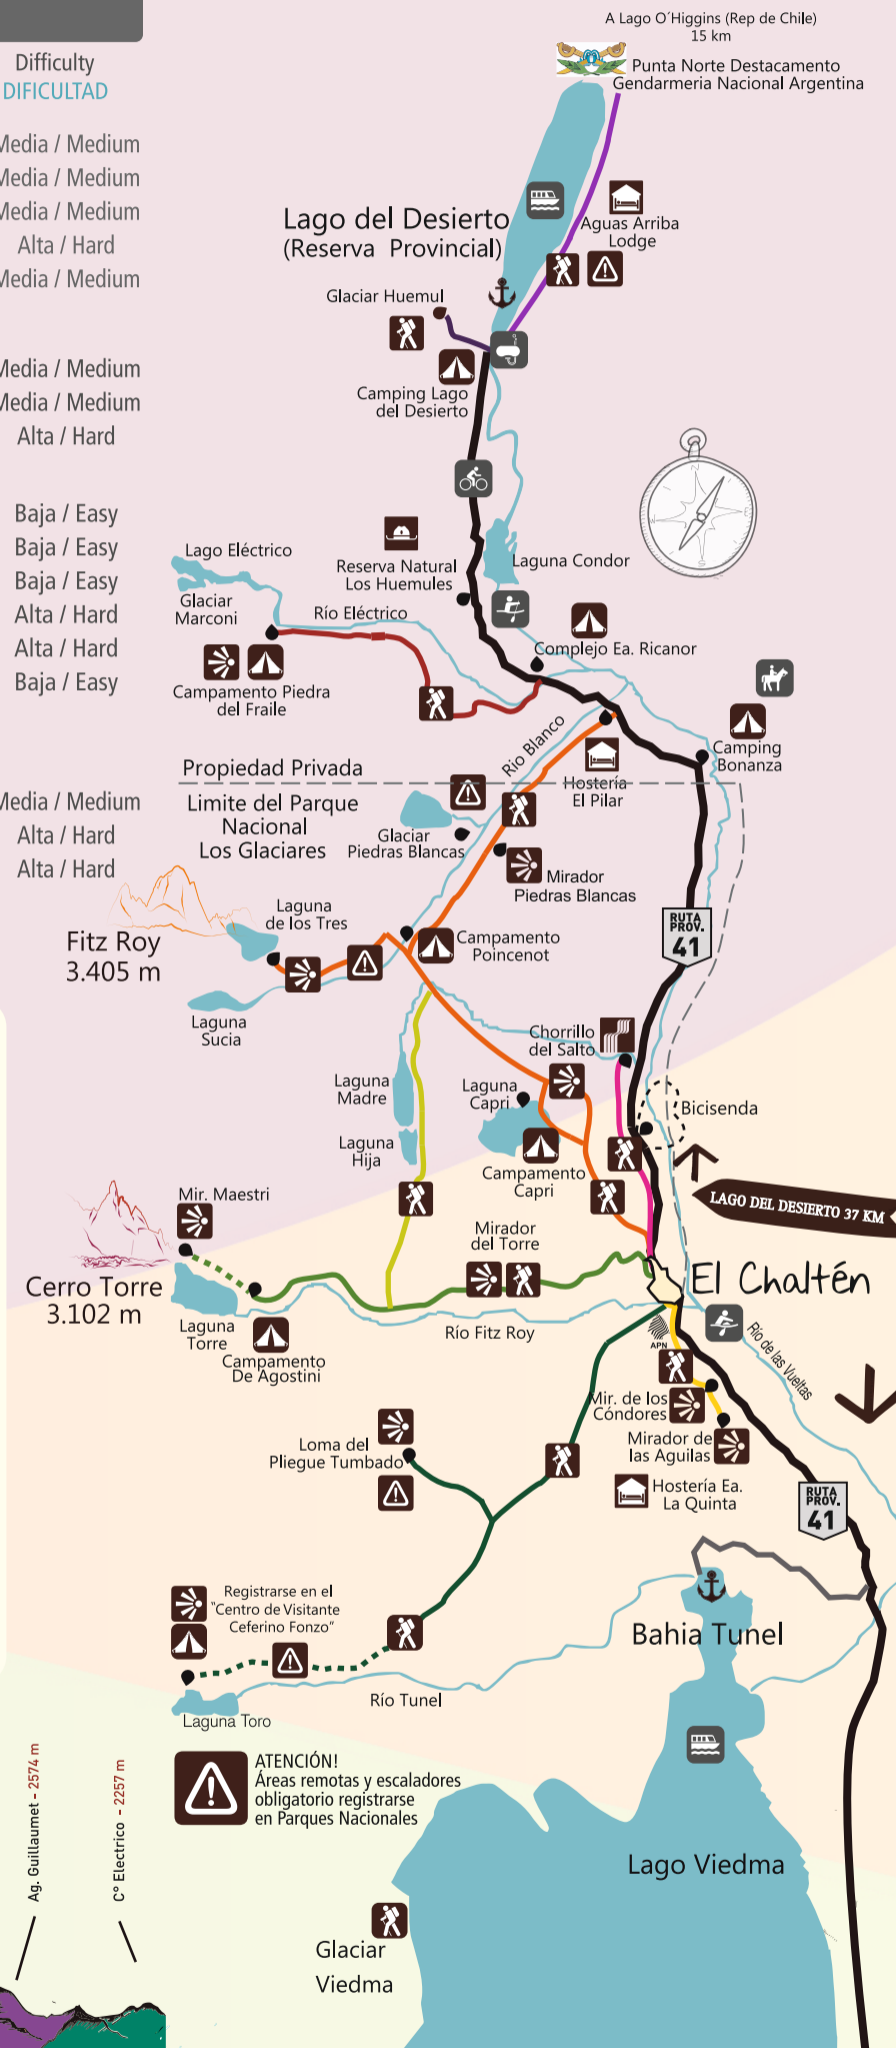 Difficulty
DIFICULTAD
Media / Medium
Media / Medium
Media / Medium
Alta / Hard
Media / Medium
Media / Medium
Media / Medium
Alta / Hard
Baja / Easy
Baja / Easy
Baja / Easy
Alta / Hard
Alta / Hard
Baja / Easy
Media / Medium
Alta / Hard
Alta / Hard
A Lago O´Higgins (Rep de Chile)
15 km
Punta Norte Destacamento
Gendarmeria Nacional Argentina
Lago del Desierto
(Reserva Provincial)
Aguas Arriba
Lodge
Glaciar Huemul
Camping Lago
del Desierto
Lago Eléctrico
Reserva Natural
Los Huemules
Laguna Condor
Glaciar
Marconi
Río Eléctrico
Complejo Ea. Ricanor
Campamento Piedra
del Fraile
Río Blanco
Camping
Bonanza
Hostería
El Pilar
Propiedad Privada
Limite del Parque
Nacional
Los Glaciares
Glaciar
Piedras Blancas
Mirador
Piedras Blancas
Laguna
de los Tres
Fitz Roy
3.405 m
Campamento
Poincenot
RUTA
PROV.
41
Laguna
Sucia
Chorrillo
del Salto
Laguna
Madre
Laguna
Capri
Bicisenda
Laguna
Hija
Campamento
Capri
LAGO DEL DESIERTO 37 KM
Mir. Maestri
Mirador
del Torre
Cerro Torre
3.102 m
El Chaltén
Laguna
Torre
Río Fitz Roy
APN
Río de las Vueltas
Campamento
De Agostini
Mir. de los
Cóndores
Mirador de
las Aguilas
Loma del
Pliegue Tumbado
Hostería Ea.
La Quinta
RUTA
PROV.
41
Registrarse en el
"Centro de Visitante
Ceferino Fonzo"
Bahia Tunel
Río Tunel
Laguna Toro
ATENCIÓN!
Áreas remotas y escaladores
obligatorio registrarse
en Parques Nacionales
Ag. Guillaumet - 2574 m
C° Electrico - 2257 m
Lago Viedma
Glaciar
Viedma